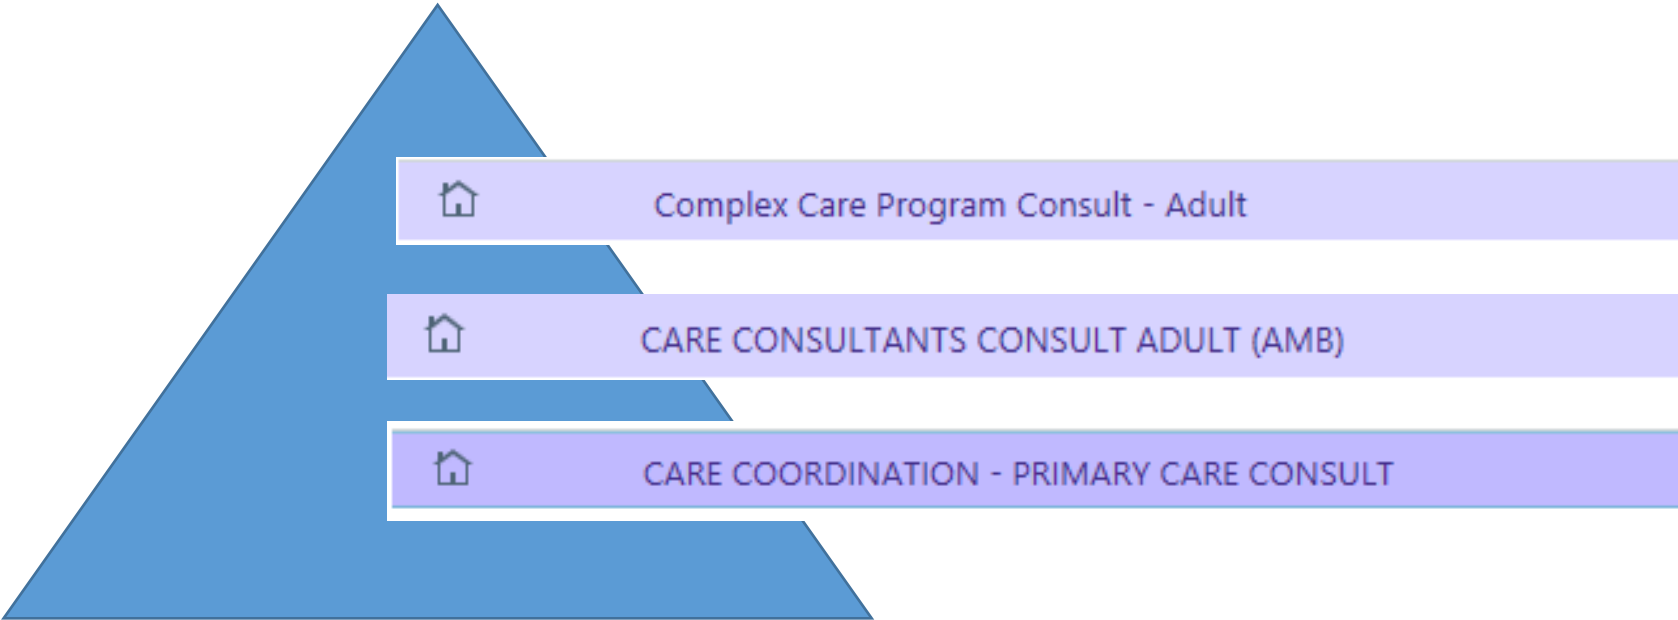 Complex Care Program Consult - Adult
CARE CONSULTANTS CONSULT ADULT (AMB)
CARE COORDINATION - PRIMARY CARE CONSULT